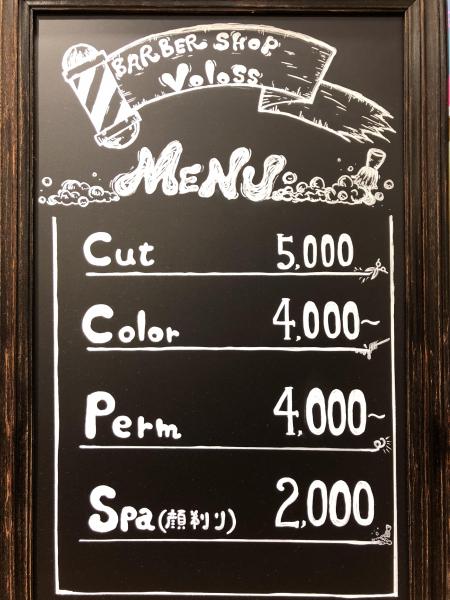 BARBER SHOP
Voloss
MENU
Cut 5,000
Color 4,000~
Perm 4,000~
Spa(顔剃り) 2,000